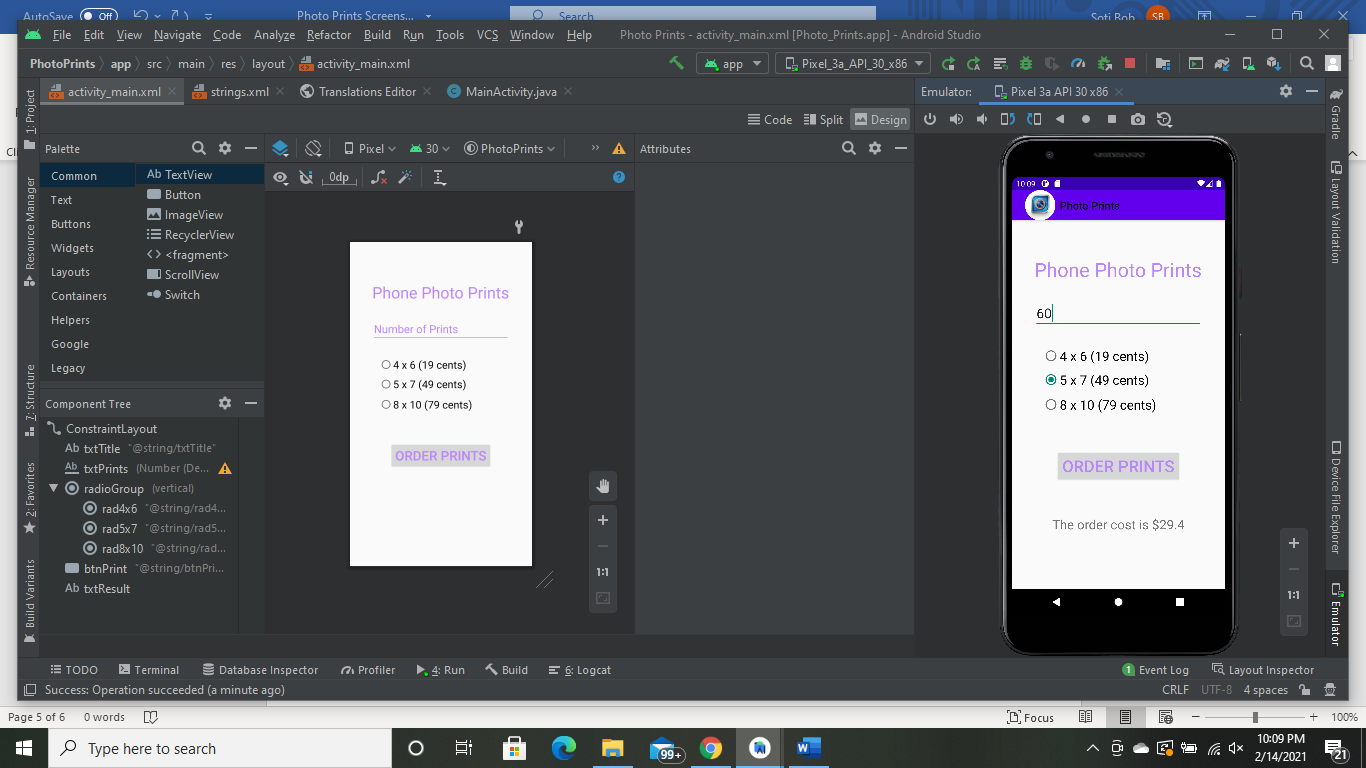 AutoSave Off Photo Prints Screens... Search Soti Rob SB
File Edit View Navigate Code Analyze Refactor Build Run Tools VCS Window Help Photo Prints - activity_main.xml [Photo_Prints.app] - Android Studio
PhotoPrints app src main res layout activity_main.xml app Pixel_3a_API_30_x86
activity_main.xml strings.xml Translations Editor MainActivity.java Emulator: Pixel 3a API 30 x86
Code Split Design
Palette Pixel 30 PhotoPrints Attributes
0dp
Common
Text
Buttons
Widgets
Layouts
Containers
Helpers
Google
Legacy
Ab TextView
Button
ImageView
RecyclerView
<fragment>
ScrollView
Switch
Component Tree
ConstraintLayout
Ab txtTitle "@string/txtTitle"
Ab txtPrints (Number (De...
radioGroup (vertical)
rad4x6 "@string/rad4...
rad5x7 "@string/rad5...
rad8x10 "@string/rad...
btnPrint "@string/btnPri...
Ab txtResult
Phone Photo Prints
Number of Prints
4 x 6 (19 cents)
5 x 7 (49 cents)
8 x 10 (79 cents)
ORDER PRINTS
1:1
10:09
Photo Prints
Phone Photo Prints
60
4 x 6 (19 cents)
5 x 7 (49 cents)
8 x 10 (79 cents)
ORDER PRINTS
The order cost is $29.4
1:1
1: Project
Resource Manager
7: Structure
2: Favorites
Build Variants
Gradle
Layout Validation
Device File Explorer
Emulator
TODO Terminal Database Inspector Profiler 4: Run Build 6: Logcat 1 Event Log Layout Inspector
Success: Operation succeeded (a minute ago) CRLF UTF-8 4 spaces
Page 5 of 6 0 words Focus 100%
Type here to search 99+ 10:09 PM
2/14/2021 21